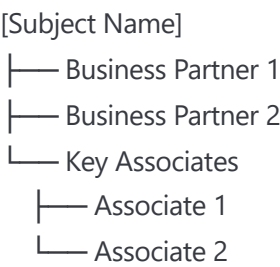 [Subject Name]
├── Business Partner 1
├── Business Partner 2
└── Key Associates
    ├── Associate 1
    └── Associate 2